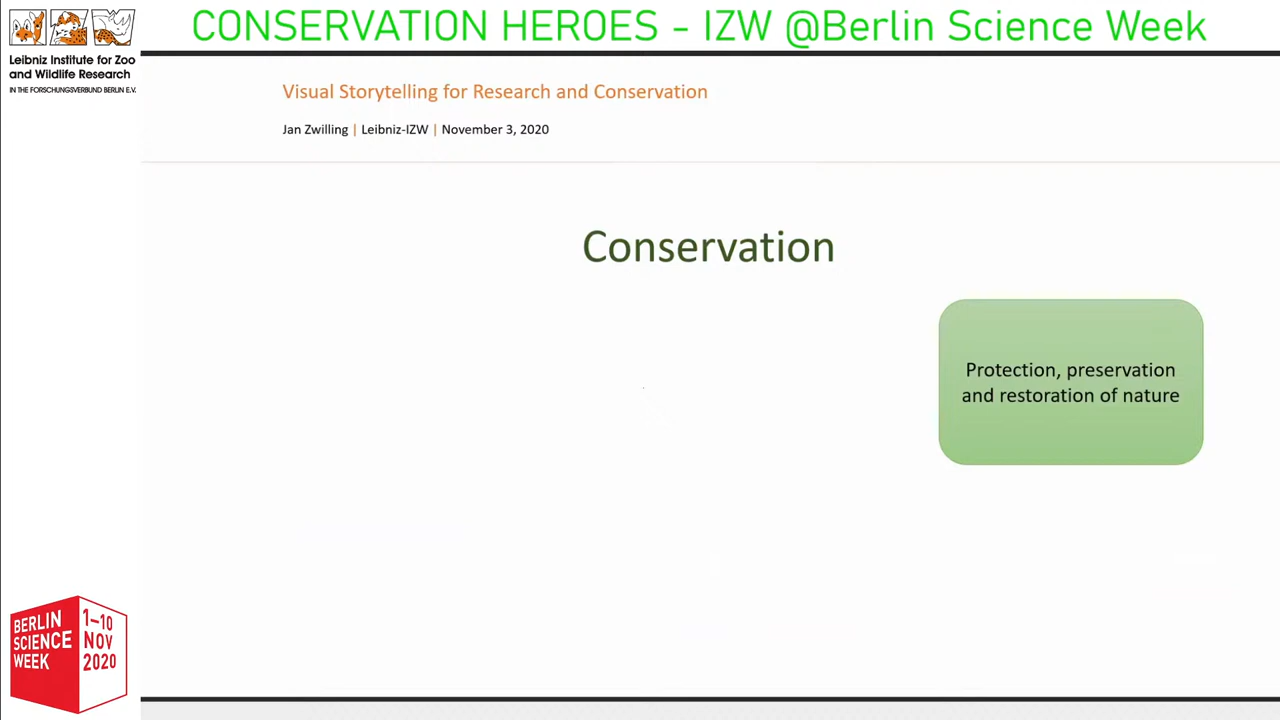 CONSERVATION HEROES - IZW @Berlin Science Week
Leibniz Institute for Zoo
and Wildlife Research
IN THE FORSCHUNGSVERBUND BERLIN E.V.
Visual Storytelling for Research and Conservation
Jan Zwilling | Leibniz-IZW | November 3, 2020
Conservation
Protection, preservation
and restoration of nature
BERLIN
SCIENCE
WEEK
1–10
NOV
2020